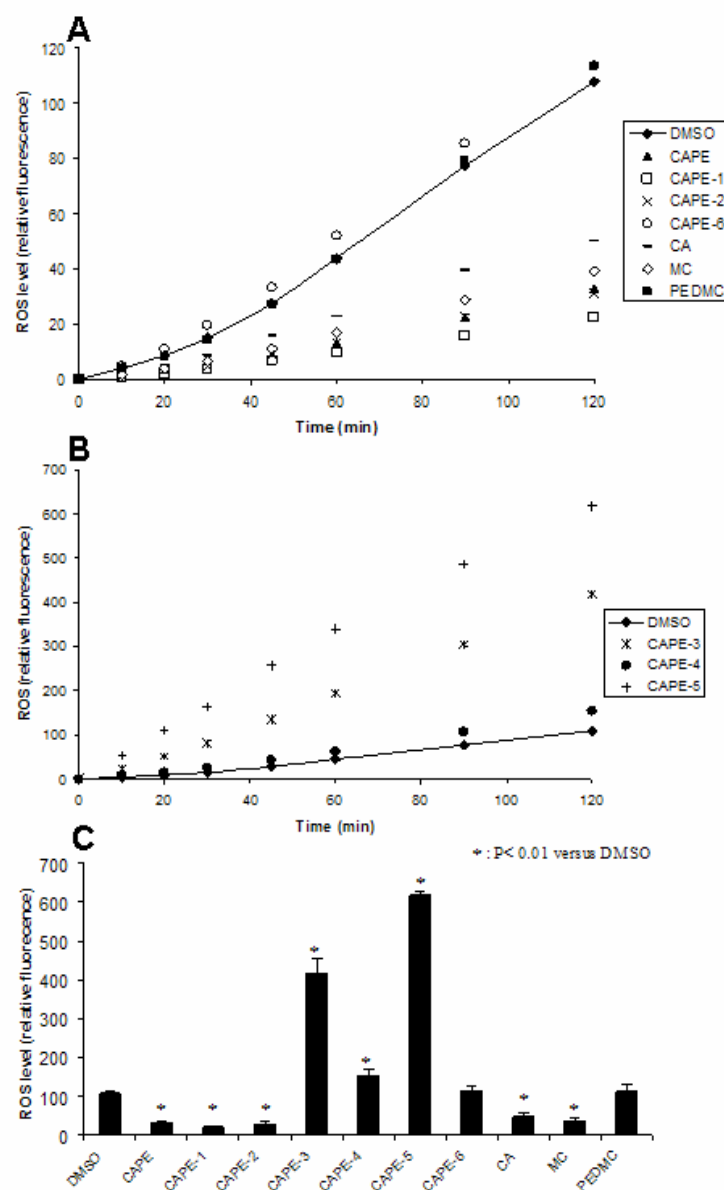 A
120
100
80
60
40
20
0
ROS level (relative fluorescence)
0 20 40 60 80 100 120
Time (min)
DMSO
CAPE
CAPE-1
CAPE-2
CAPE-6
CA
MC
PEDMC
B
700
600
500
400
300
200
100
0
ROS (relative fluorescence)
0 20 40 60 80 100 120
Time (min)
DMSO
CAPE-3
CAPE-4
CAPE-5
C
* : P< 0.01 versus DMSO
700
600
500
400
300
200
100
0
ROS level (relative fluorecence)
* * * * * * * *
DMSO CAPE CAPE-1 CAPE-2 CAPE-3 CAPE-4 CAPE-5 CAPE-6 CA MC PEDMC